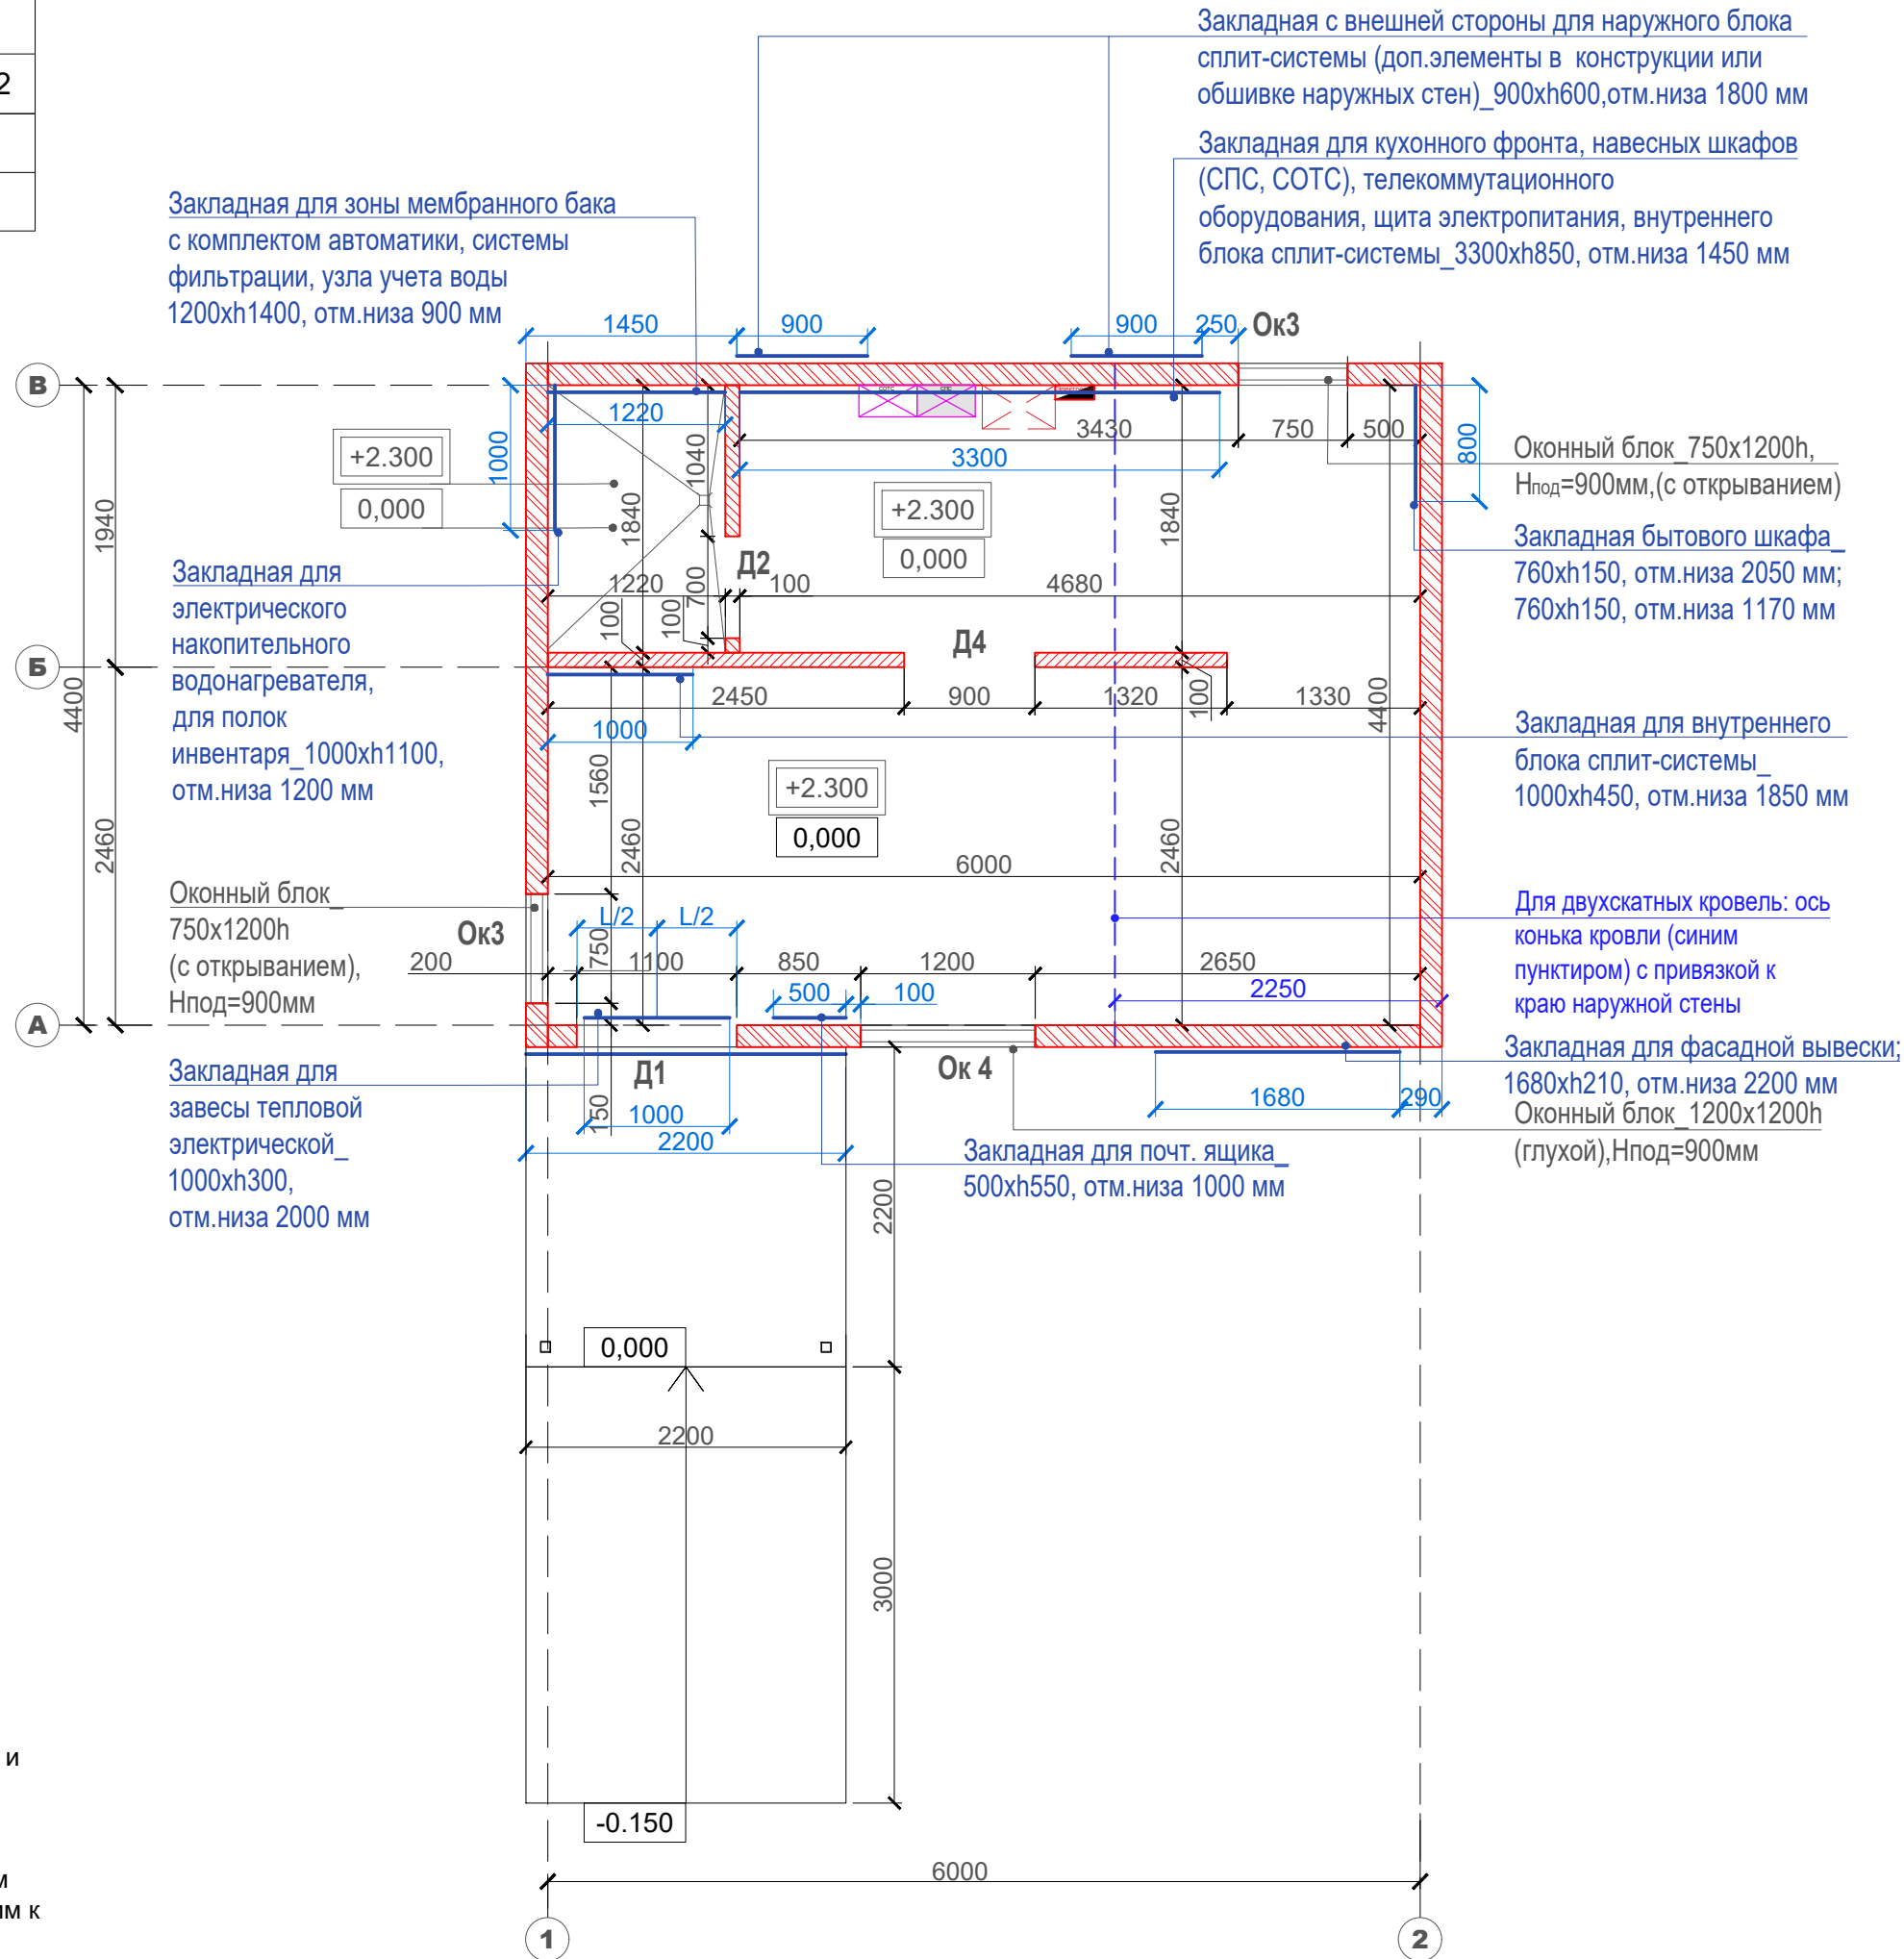 2
Закладная с внешней стороны для наружного блока
сплит-системы (доп.элементы в конструкции или
обшивке наружных стен)_900xh600,отм.низа 1800 мм
Закладная для кухонного фронта, навесных шкафов
(СПС, СОТС), телекоммутационного
оборудования, щита электропитания, внутреннего
блока сплит-системы_3300xh850, отм.низа 1450 мм
Закладная для зоны мембранного бака
с комплектом автоматики, системы
фильтрации, узла учета воды
1200xh1400, отм.низа 900 мм
1450
900
900
250
Ок3
В
СОТС
СПС
1220
3430
750
500
+2.300
1000
1040
3300
800
Оконный блок_750x1200h,
Нпод=900мм,(с открыванием)
0,000
1940
1840
+2.300
1840
0,000
Закладная бытового шкафа_
760xh150, отм.низа 2050 мм;
760xh150, отм.низа 1170 мм
Закладная для
электрического
накопительного
водонагревателя,
для полок
инвентаря_1000xh1100,
отм.низа 1200 мм
Д2
1220
700
100
4680
100
100
Д4
Б
4400
2450
900
1320
100
1330
4400
1000
Закладная для внутреннего
блока сплит-системы_
1000xh450, отм.низа 1850 мм
1560
+2.300
0,000
2460
2460
2460
6000
Оконный блок_
750x1200h
(с открыванием),
Нпод=900мм
Ок3
L/2
L/2
750
200
1100
850
1200
2650
500
100
2250
Для двухскатных кровель: ось
конька кровли (синим
пунктиром) с привязкой к
краю наружной стены
А
Закладная для
завесы тепловой
электрической_
1000xh300,
отм.низа 2000 мм
Д1
Ок 4
150
1000
2200
1680
290
Закладная для фасадной вывески;
1680xh210, отм.низа 2200 мм
Оконный блок_1200x1200h
(глухой),Нпод=900мм
Закладная для почт. ящика_
500xh550, отм.низа 1000 мм
2200
0,000
2200
3000
и
-0.150
м
им к
6000
1
2